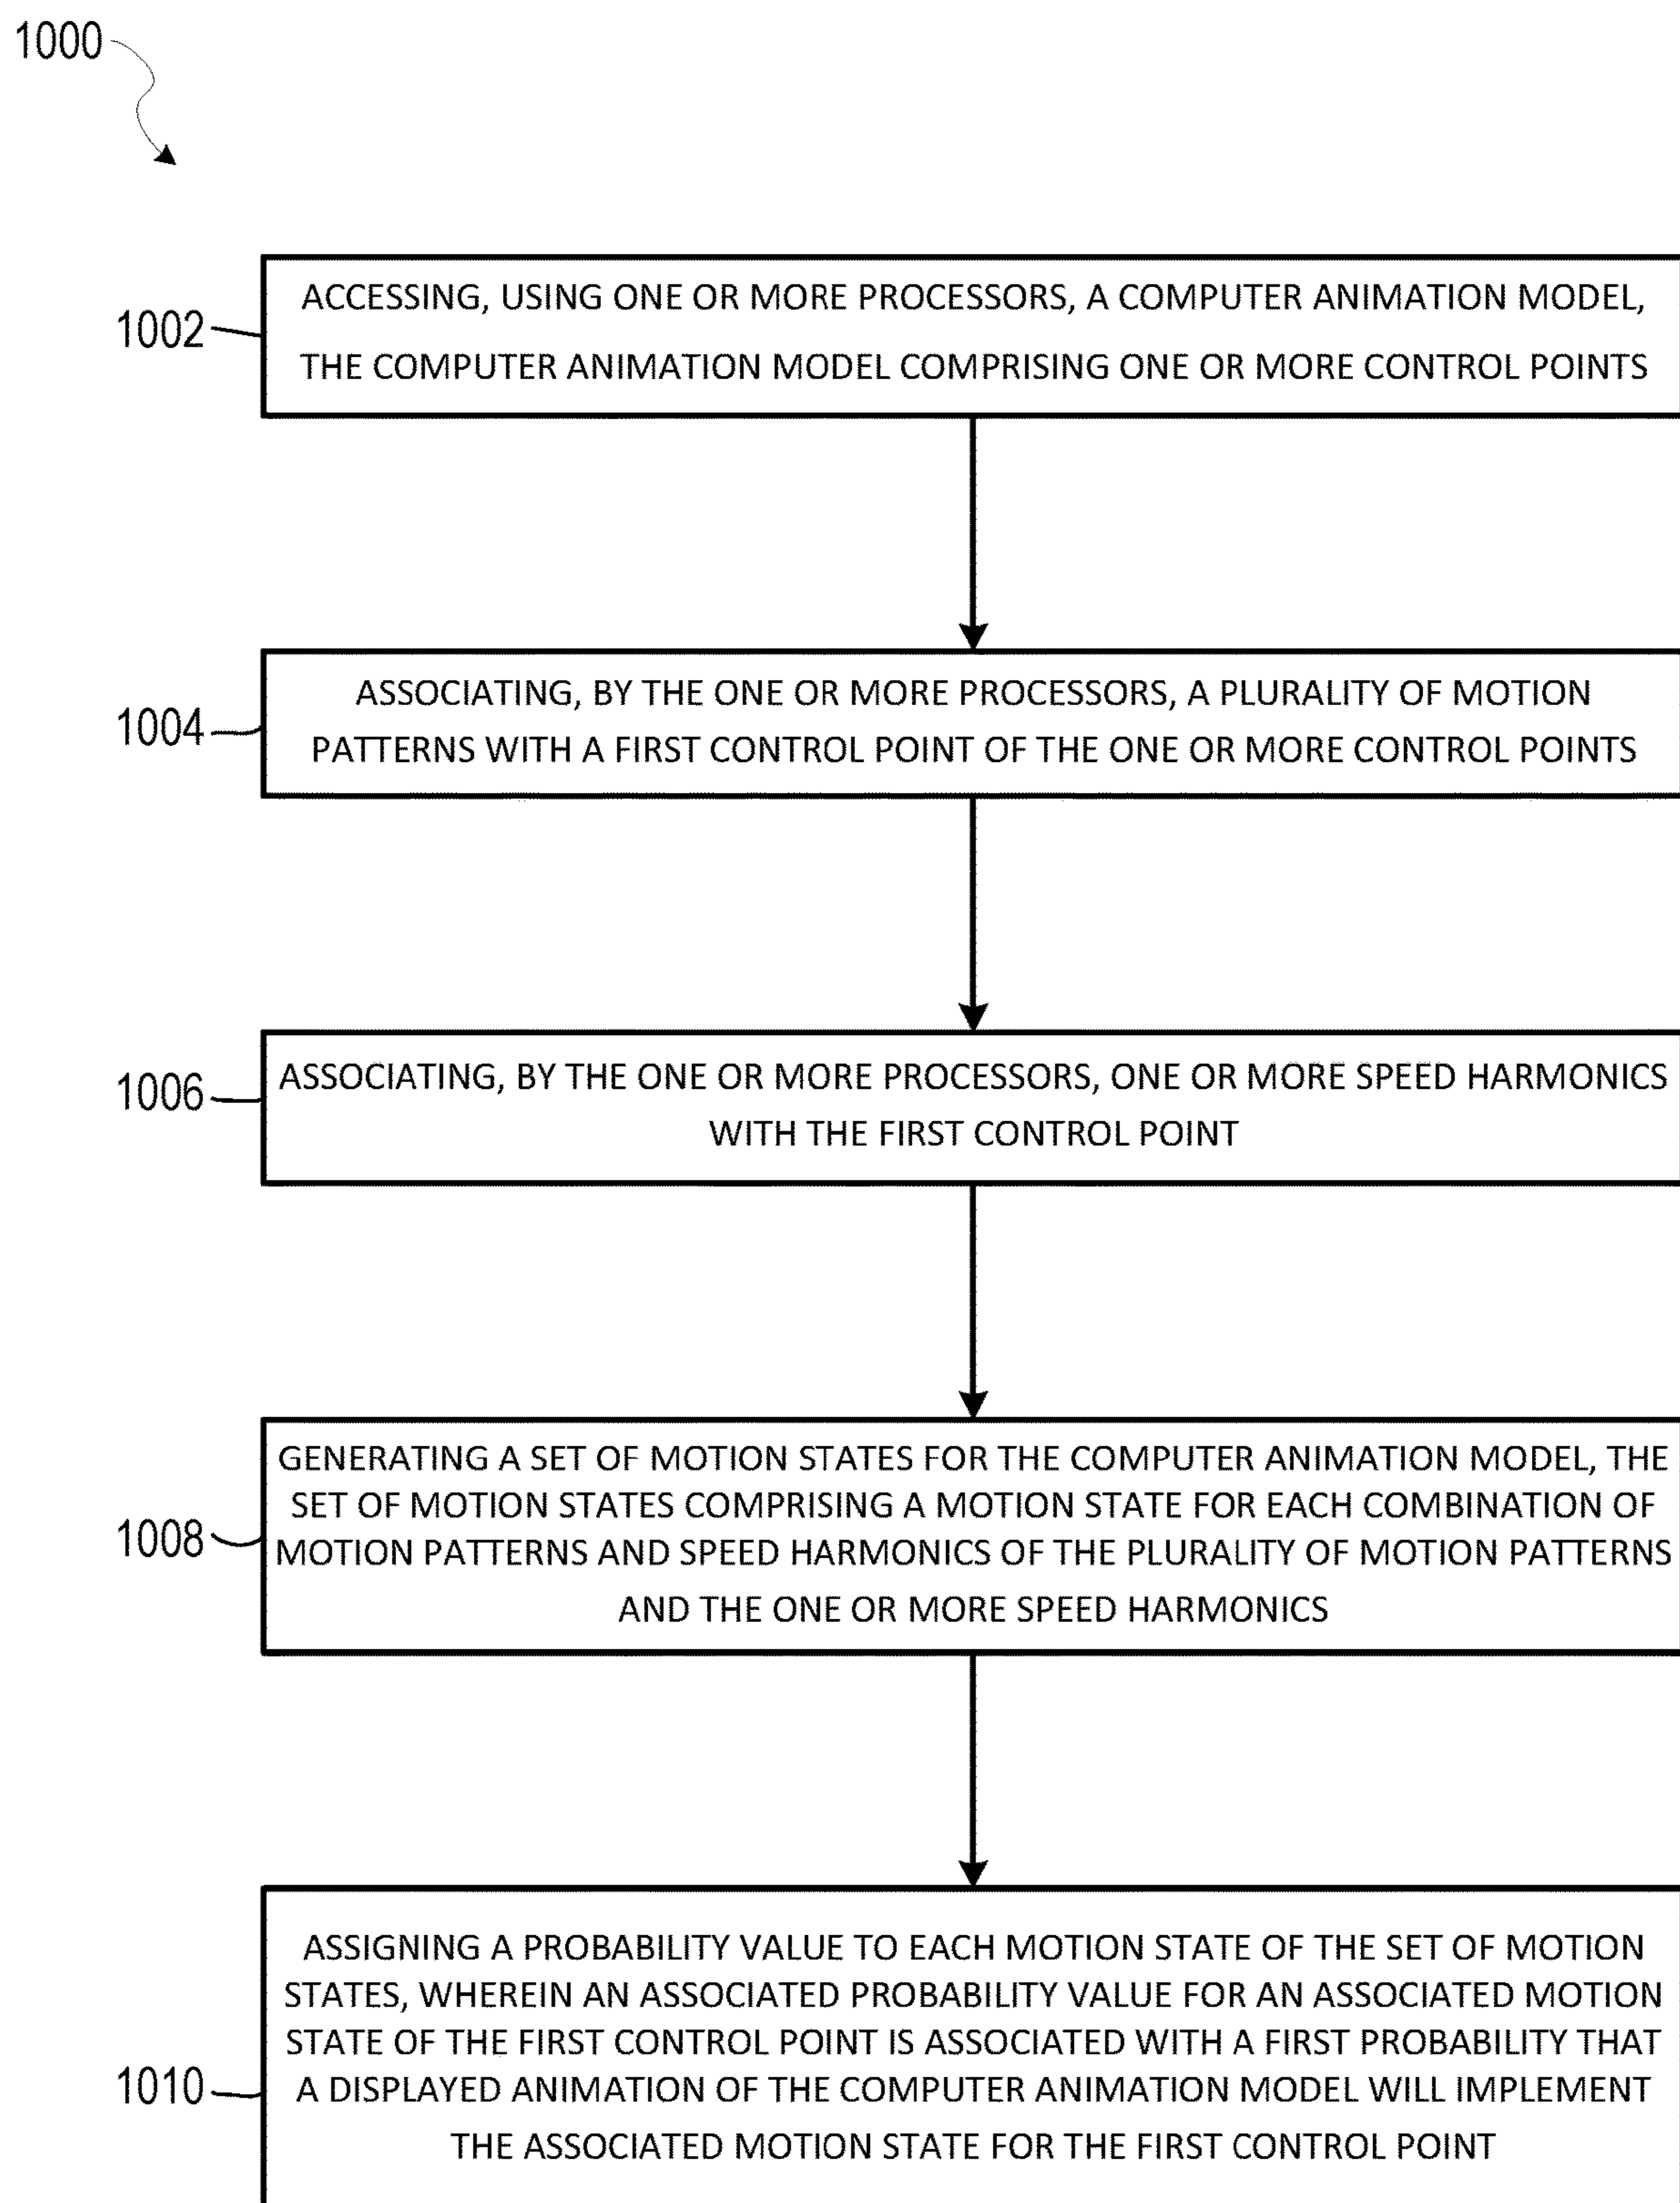 1000
1002
ACCESSING, USING ONE OR MORE PROCESSORS, A COMPUTER ANIMATION MODEL,
THE COMPUTER ANIMATION MODEL COMPRISING ONE OR MORE CONTROL POINTS
1004
ASSOCIATING, BY THE ONE OR MORE PROCESSORS, A PLURALITY OF MOTION
PATTERNS WITH A FIRST CONTROL POINT OF THE ONE OR MORE CONTROL POINTS
1006
ASSOCIATING, BY THE ONE OR MORE PROCESSORS, ONE OR MORE SPEED HARMONICS
WITH THE FIRST CONTROL POINT
1008
GENERATING A SET OF MOTION STATES FOR THE COMPUTER ANIMATION MODEL, THE
SET OF MOTION STATES COMPRISING A MOTION STATE FOR EACH COMBINATION OF
MOTION PATTERNS AND SPEED HARMONICS OF THE PLURALITY OF MOTION PATTERNS
AND THE ONE OR MORE SPEED HARMONICS
1010
ASSIGNING A PROBABILITY VALUE TO EACH MOTION STATE OF THE SET OF MOTION
STATES, WHEREIN AN ASSOCIATED PROBABILITY VALUE FOR AN ASSOCIATED MOTION
STATE OF THE FIRST CONTROL POINT IS ASSOCIATED WITH A FIRST PROBABILITY THAT
A DISPLAYED ANIMATION OF THE COMPUTER ANIMATION MODEL WILL IMPLEMENT
THE ASSOCIATED MOTION STATE FOR THE FIRST CONTROL POINT